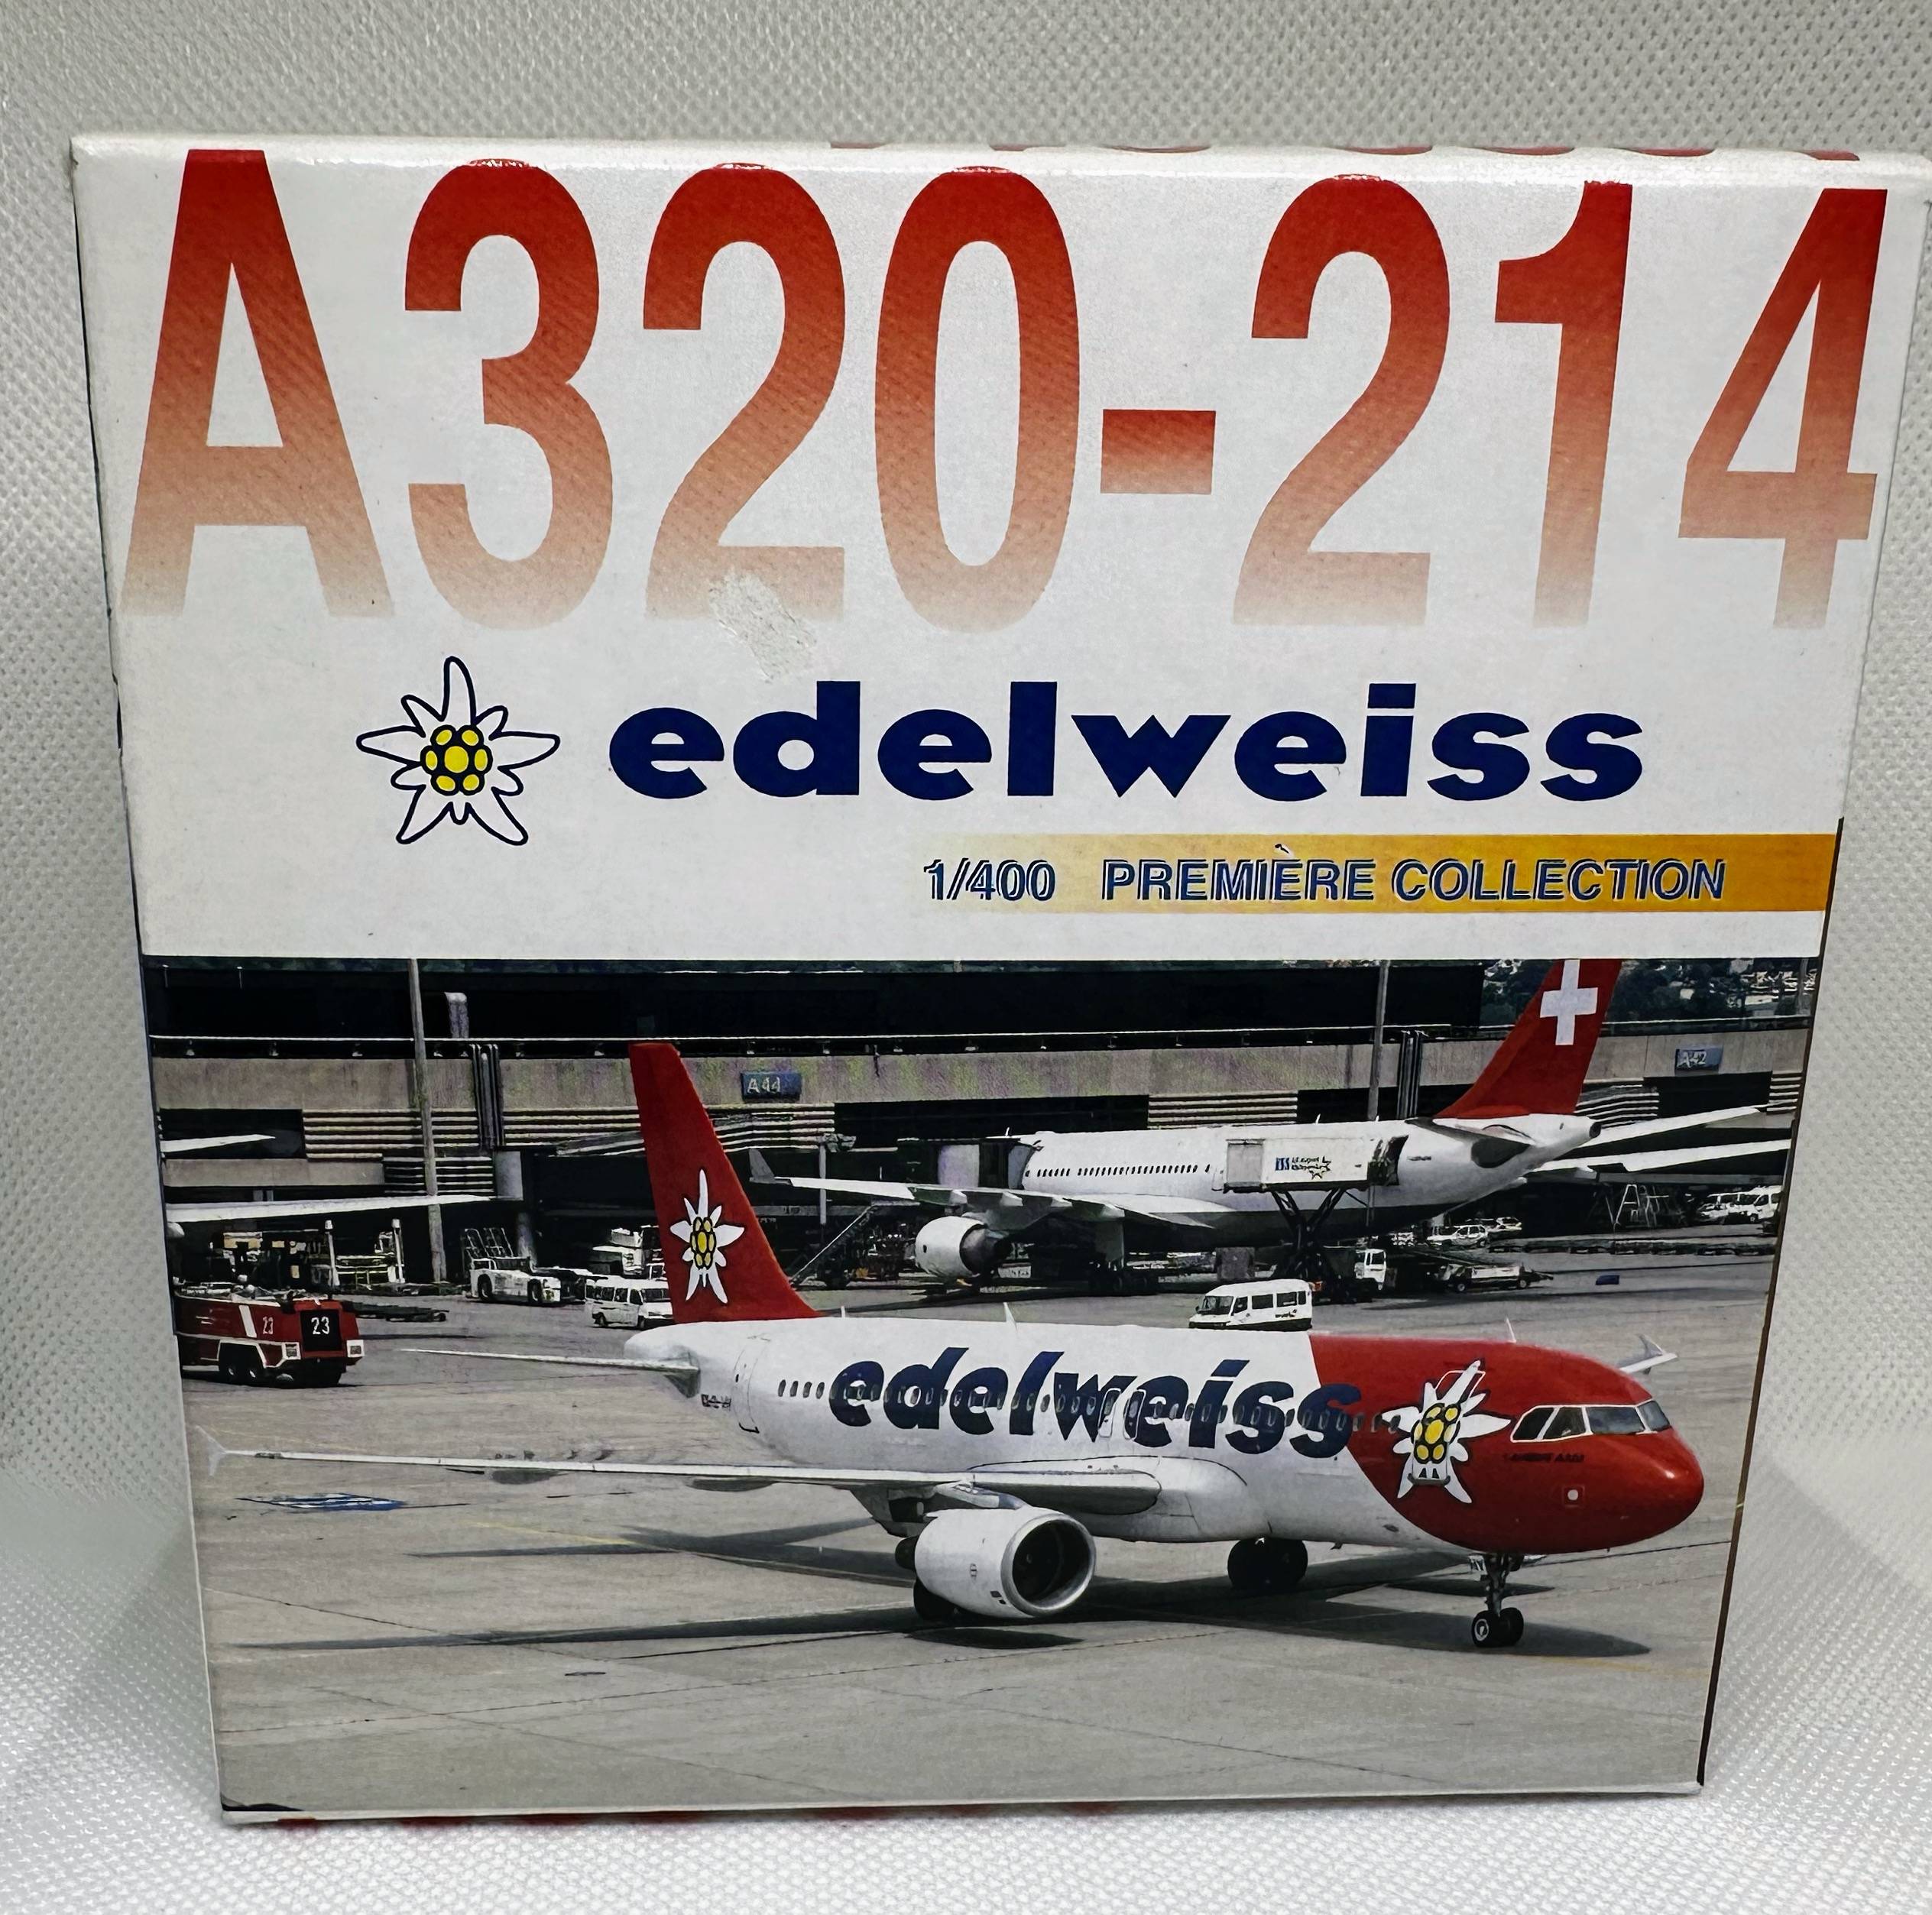 A320-214
edelweiss
1/400 PREMIÈRE COLLECTION
A44
A42
23
23
edelweiss